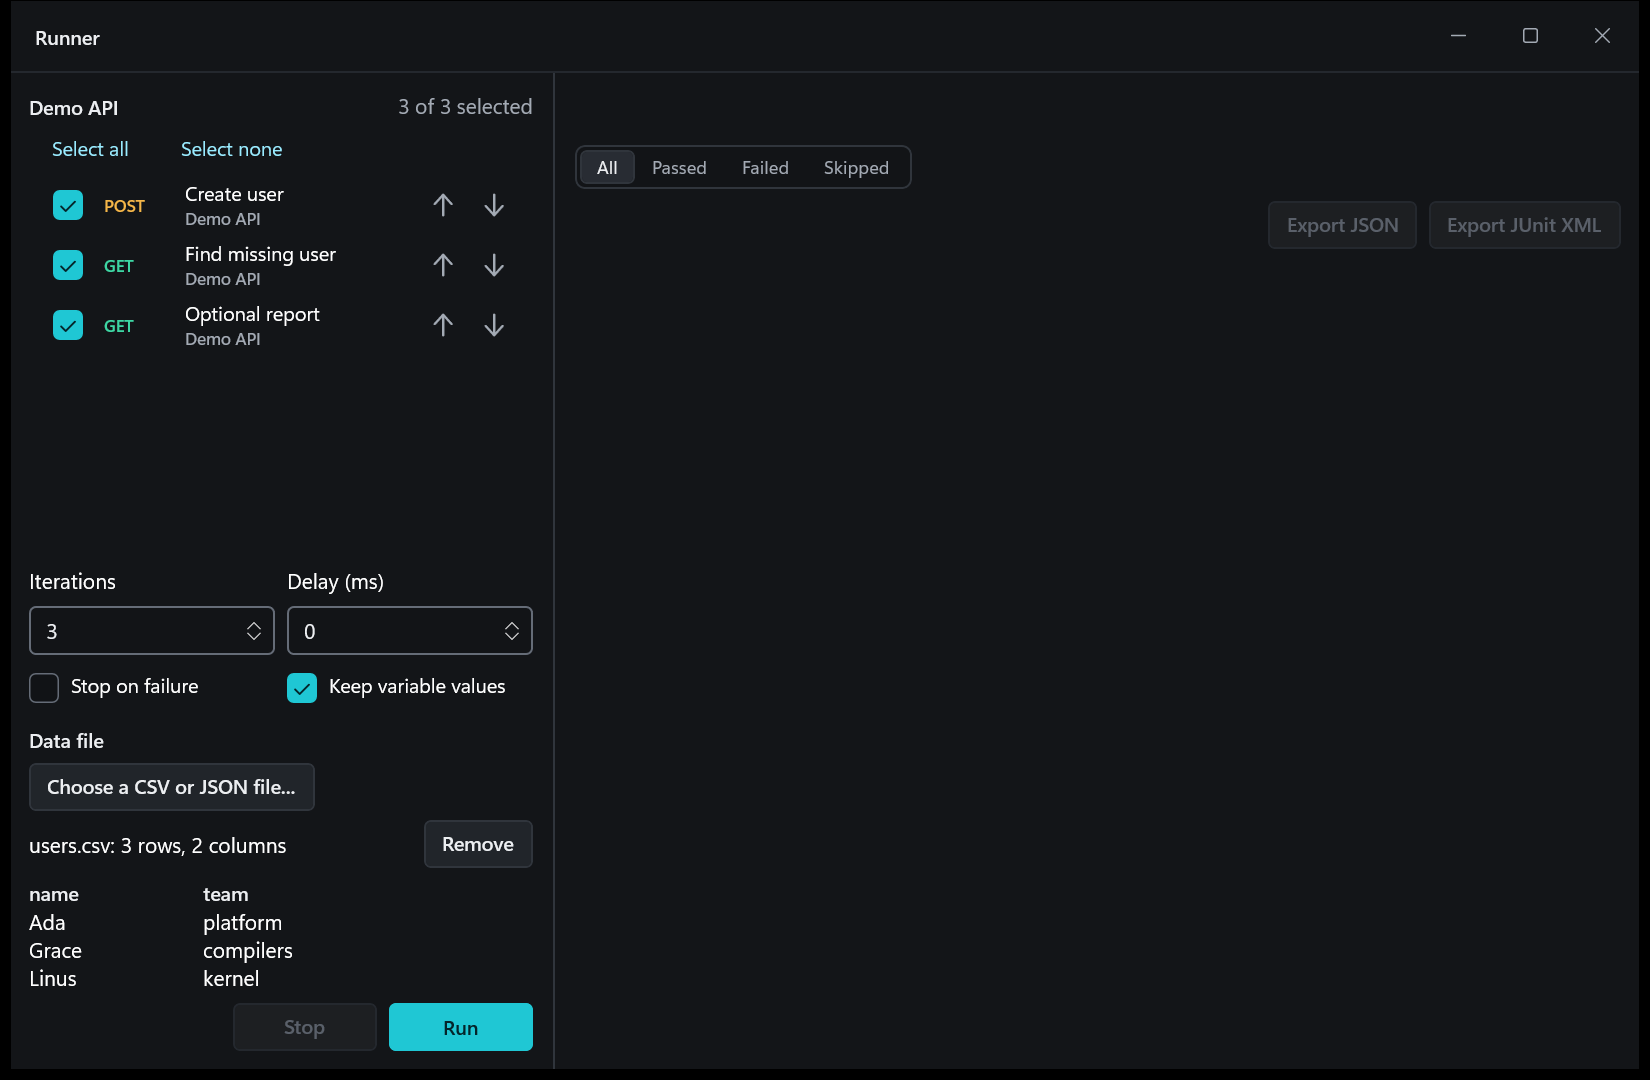 Runner
Demo API
3 of 3 selected
Select all
Select none
POST
Create user
Demo API
GET
Find missing user
Demo API
GET
Optional report
Demo API
Iterations
Delay (ms)
3
0
Stop on failure
Keep variable values
Data file
Choose a CSV or JSON file...
users.csv: 3 rows, 2 columns
Remove
name team
Ada platform
Grace compilers
Linus kernel
Stop
Run
All
Passed
Failed
Skipped
Export JSON
Export JUnit XML